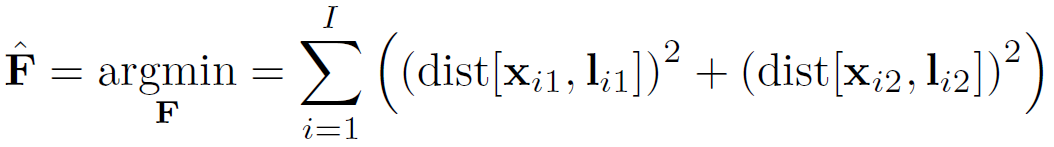 F̂ = argmin_F = ∑_{i=1}^{I} ((dist[x_{i1}, l_{i1}])² + (dist[x_{i2}, l_{i2}])²)